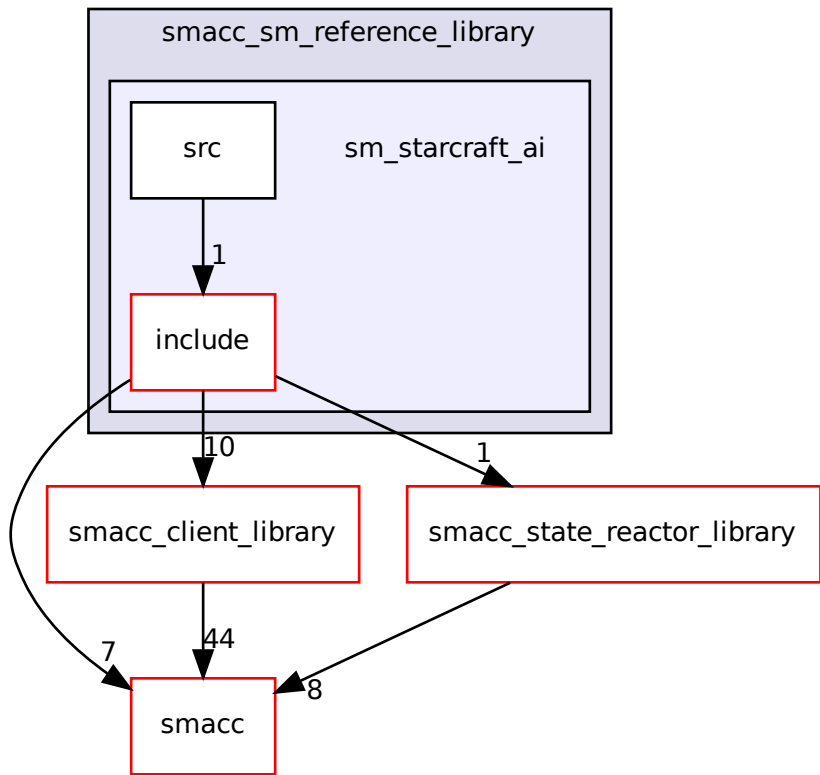 smacc_sm_reference_library
src
sm_starcraft_ai
1
include
10
1
smacc_client_library
smacc_state_reactor_library
44
7
8
smacc